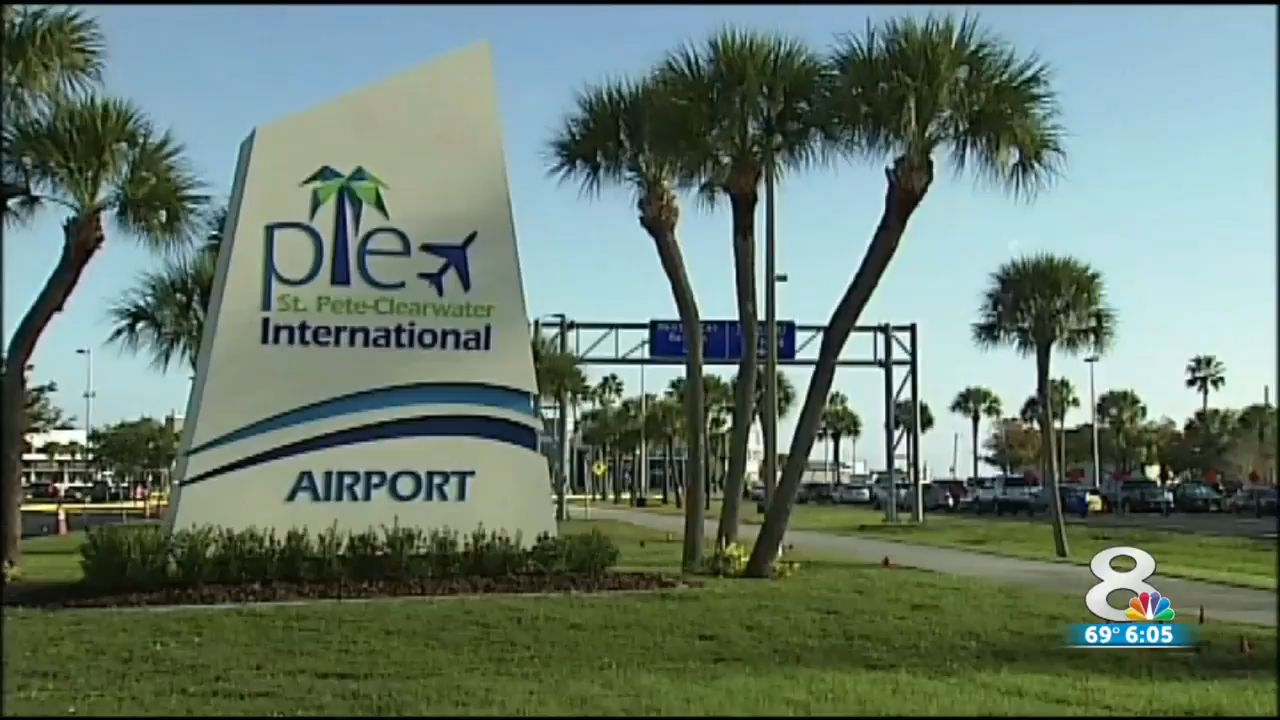 pie
St. Pete-Clearwater
International
AIRPORT
8
69° 6:05